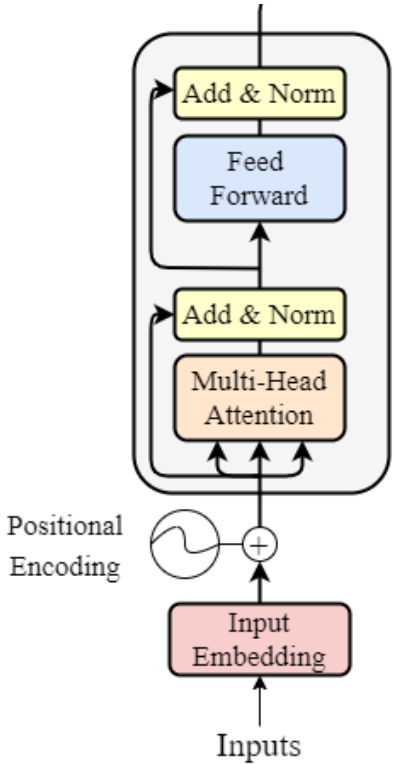 Add & Norm
Feed
Forward
Add & Norm
Multi-Head
Attention
Positional
Encoding
+
Input
Embedding
Inputs